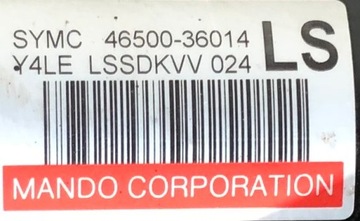 SYMC 46500-36014 LS
Y4LE LSSDKVV 024
MANDO CORPORATION